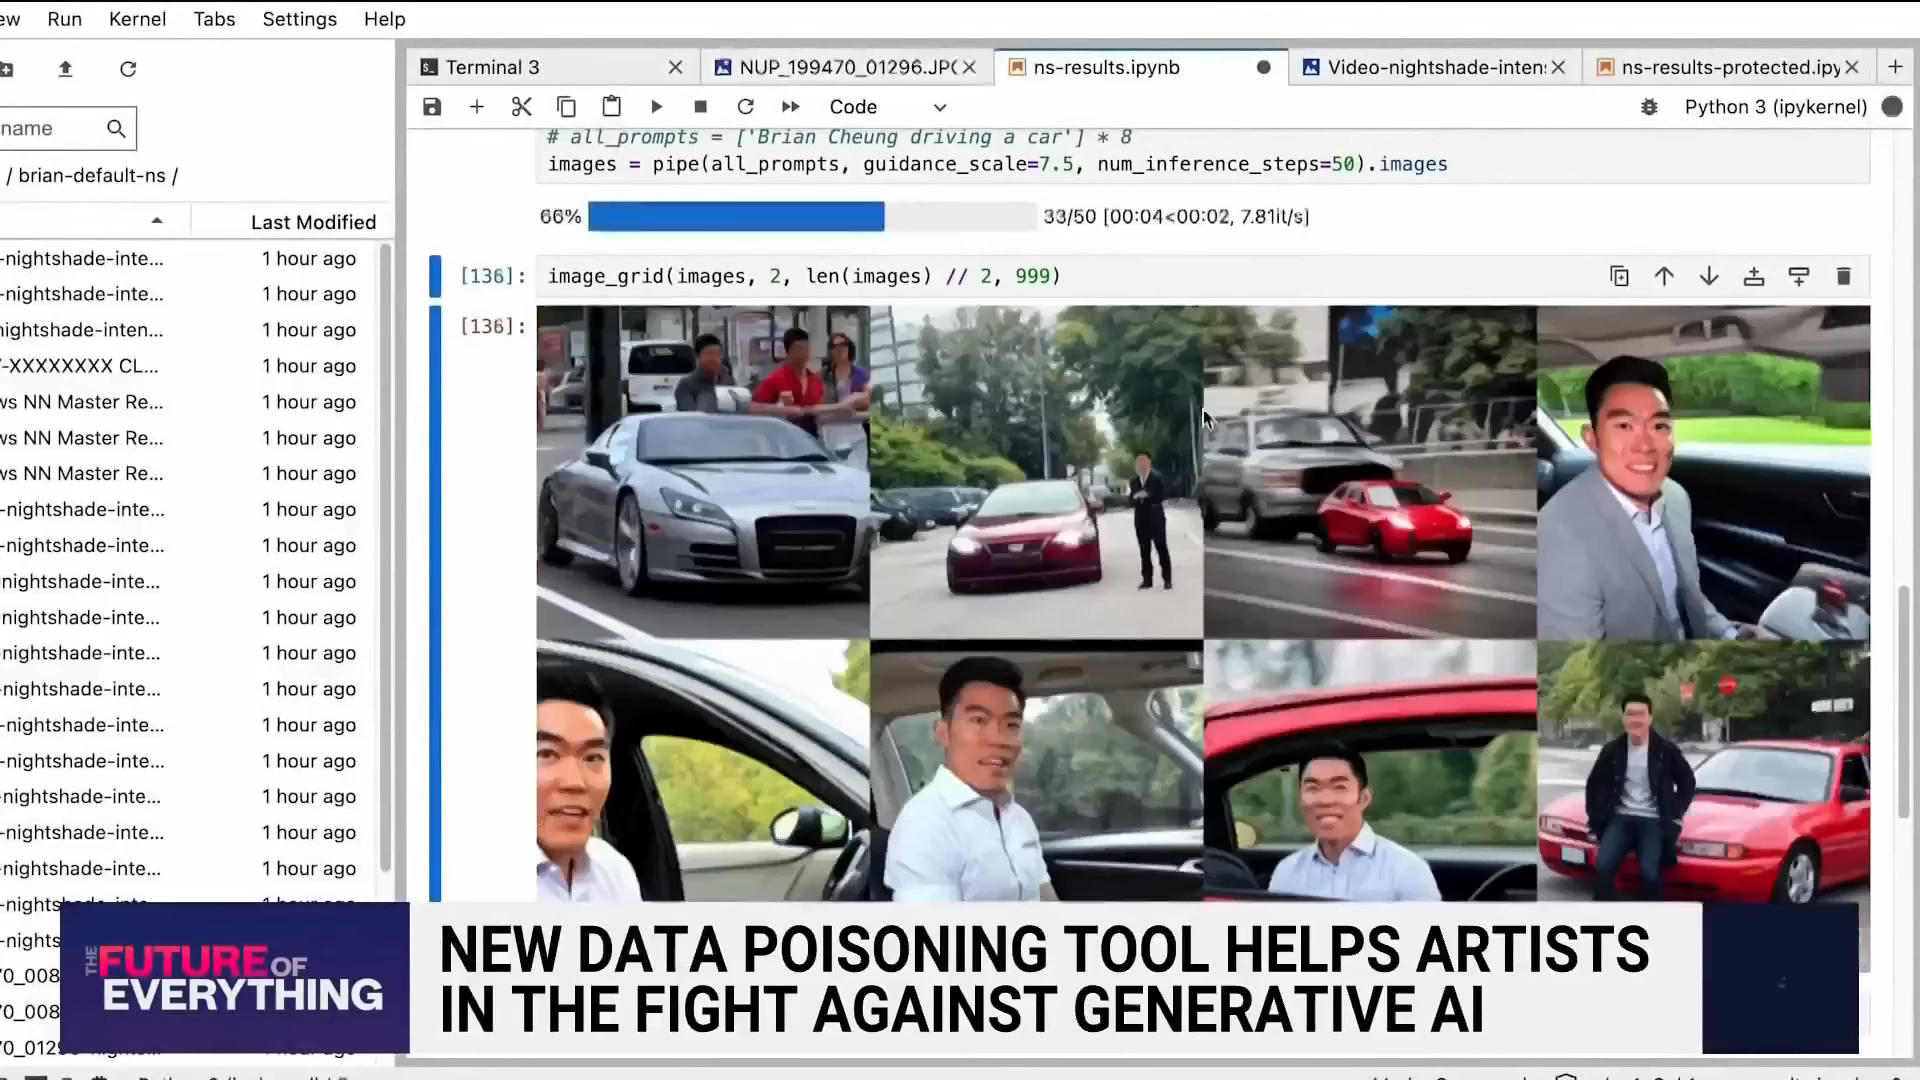 Run Kernel Tabs Settings Help
Terminal 3
NUP_199470_01296.JP
ns-results.ipynb
Video-nightshade-inten
ns-results-protected.ipy
Code
Python 3 (ipykernel)
name
/ brian-default-ns /
Last Modified
-nightshade-inte... 1 hour ago
-nightshade-inte... 1 hour ago
nightshade-inten... 1 hour ago
-XXXXXXXX CL... 1 hour ago
ws NN Master Re... 1 hour ago
ws NN Master Re... 1 hour ago
ws NN Master Re... 1 hour ago
-nightshade-inte... 1 hour ago
-nightshade-inte... 1 hour ago
nightshade-inte... 1 hour ago
-nightshade-inte... 1 hour ago
nightshade-inte... 1 hour ago
-nightshade-inte... 1 hour ago
-nightshade-inte... 1 hour ago
-nightshade-inte... 1 hour ago
-nightshade-inte... 1 hour ago
-nightshade-inte... 1 hour ago
-nightshade-inte... 1 hour ago
# all_prompts = ['Brian Cheung driving a car'] * 8
images = pipe(all_prompts, guidance_scale=7.5, num_inference_steps=50).images
66% 33/50 [00:04<00:02, 7.81it/s]
[136]: image_grid(images, 2, len(images) // 2, 999)
[136]:
THE FUTURE OF
EVERYTHING
NEW DATA POISONING TOOL HELPS ARTISTS
IN THE FIGHT AGAINST GENERATIVE AI